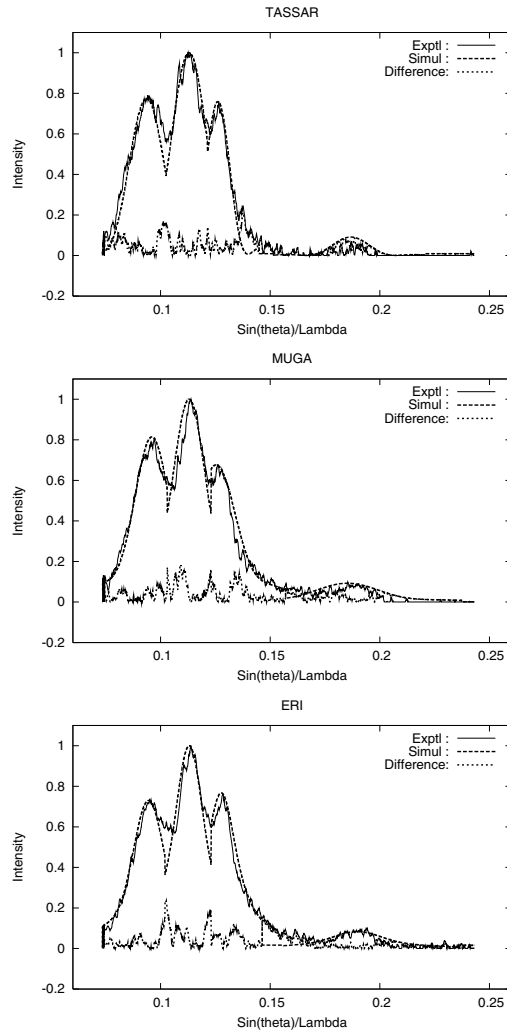 TASSAR
Exptl :
Simul :
Difference:
1
0.8
0.6
0.4
0.2
0
-0.2
Intensity
0.1
0.15
0.2
0.25
Sin(theta)/Lambda
MUGA
Exptl :
Simul :
Difference:
1
0.8
0.6
0.4
0.2
0
-0.2
Intensity
0.1
0.15
0.2
0.25
Sin(theta)/Lambda
ERI
Exptl :
Simul :
Difference:
1
0.8
0.6
0.4
0.2
0
-0.2
Intensity
0.1
0.15
0.2
0.25
Sin(theta)/Lambda